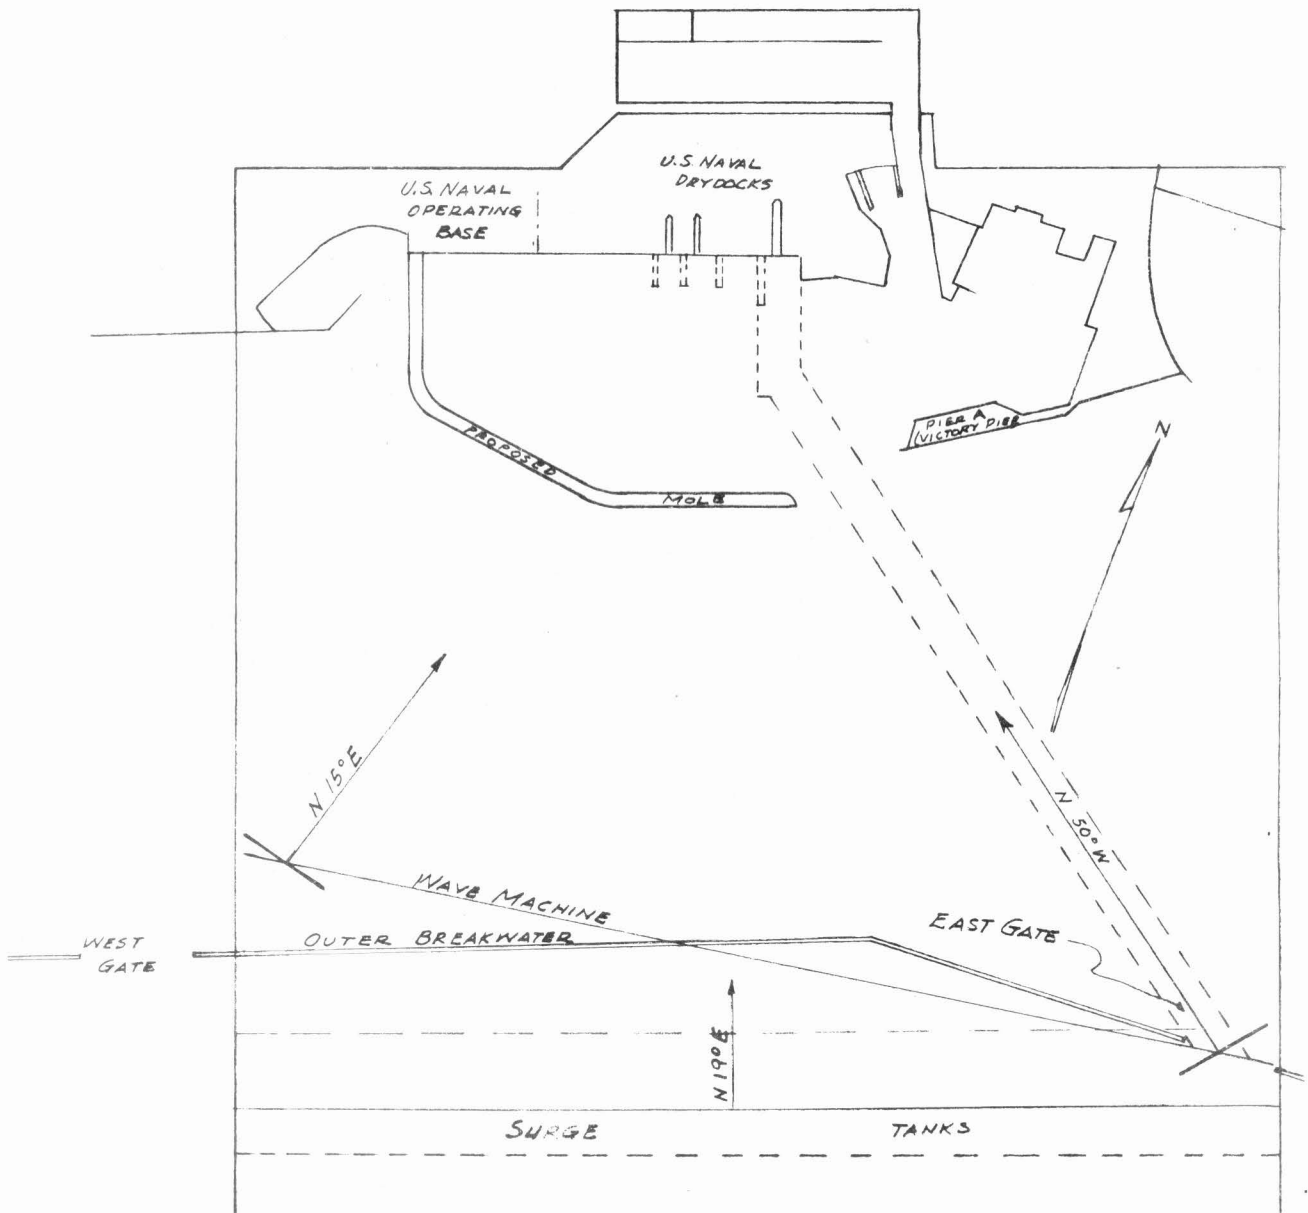 U.S. NAVAL
DRYDOCKS
U.S. NAVAL
OPERATING
BASE
PIER A
(VICTORY PIER
N
PROPOSED
MOLE
N 15° E
N 50° W
WAVE MACHINE
EAST GATE
WEST
GATE
OUTER BREAKWATER
N 19° E
SURGE TANKS